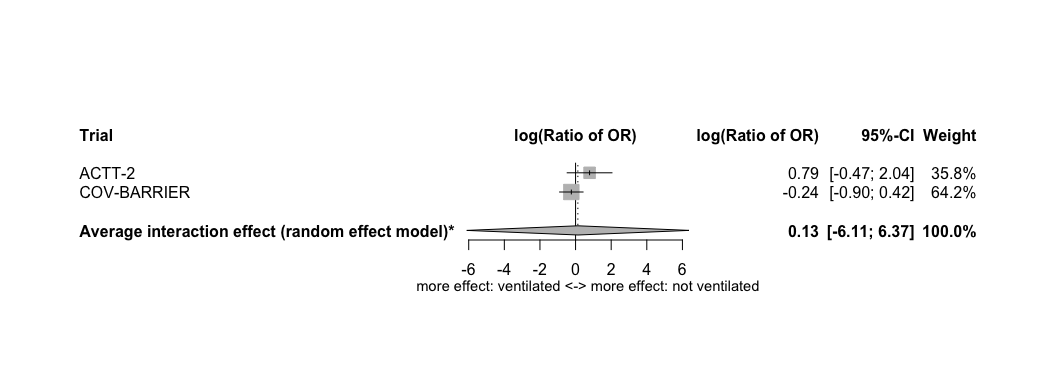 Trial log(Ratio of OR) log(Ratio of OR) 95%-CI Weight
ACTT-2 0.79 [-0.47; 2.04] 35.8%
COV-BARRIER -0.24 [-0.90; 0.42] 64.2%
Average interaction effect (random effect model)* 0.13 [-6.11; 6.37] 100.0%
-6 -4 -2 0 2 4 6
more effect: ventilated <-> more effect: not ventilated